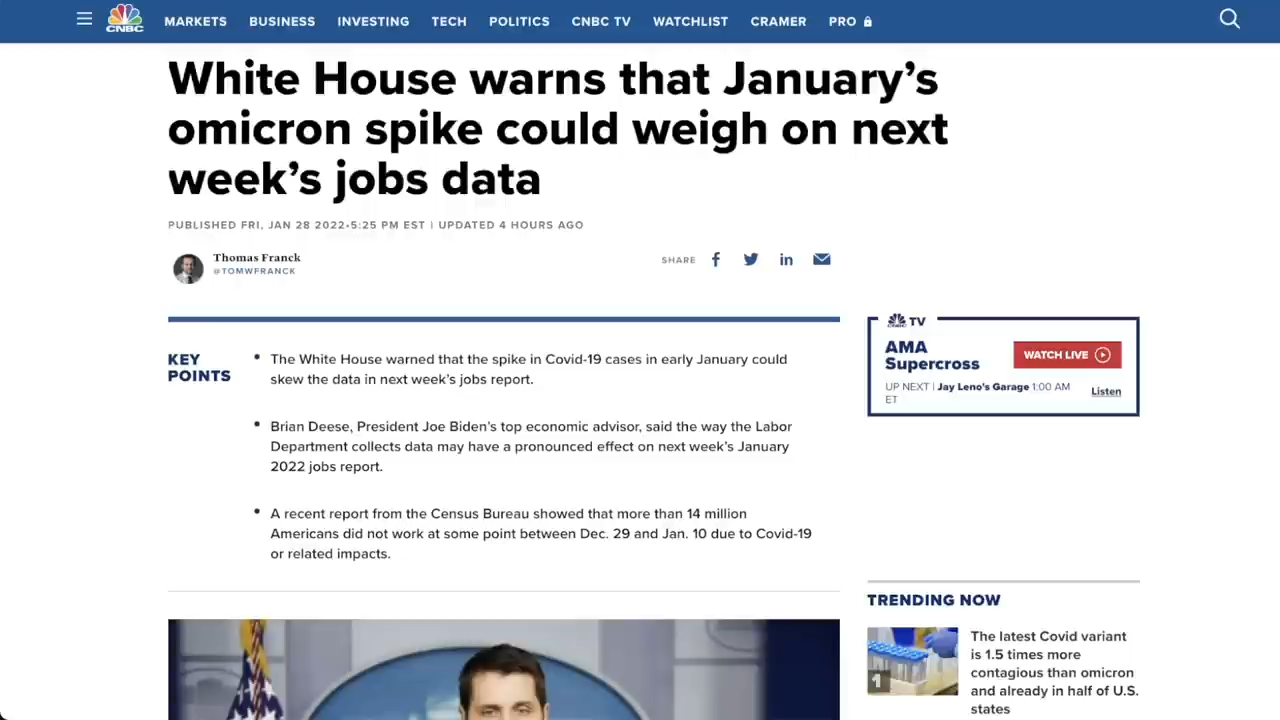 CNBC
MARKETS BUSINESS INVESTING TECH POLITICS CNBC TV WATCHLIST CRAMER PRO
White House warns that January’s
omicron spike could weigh on next
week’s jobs data
PUBLISHED FRI, JAN 28 2022•5:25 PM EST | UPDATED 4 HOURS AGO
Thomas Franck
@TOMWFRANCK
SHARE
KEY
POINTS
• The White House warned that the spike in Covid-19 cases in early January could
skew the data in next week’s jobs report.
• Brian Deese, President Joe Biden’s top economic advisor, said the way the Labor
Department collects data may have a pronounced effect on next week’s January
2022 jobs report.
• A recent report from the Census Bureau showed that more than 14 million
Americans did not work at some point between Dec. 29 and Jan. 10 due to Covid-19
or related impacts.
CNBC TV
AMA
Supercross
WATCH LIVE
UP NEXT | Jay Leno's Garage 1:00 AM
ET
Listen
TRENDING NOW
1
The latest Covid variant
is 1.5 times more
contagious than omicron
and already in half of U.S.
states